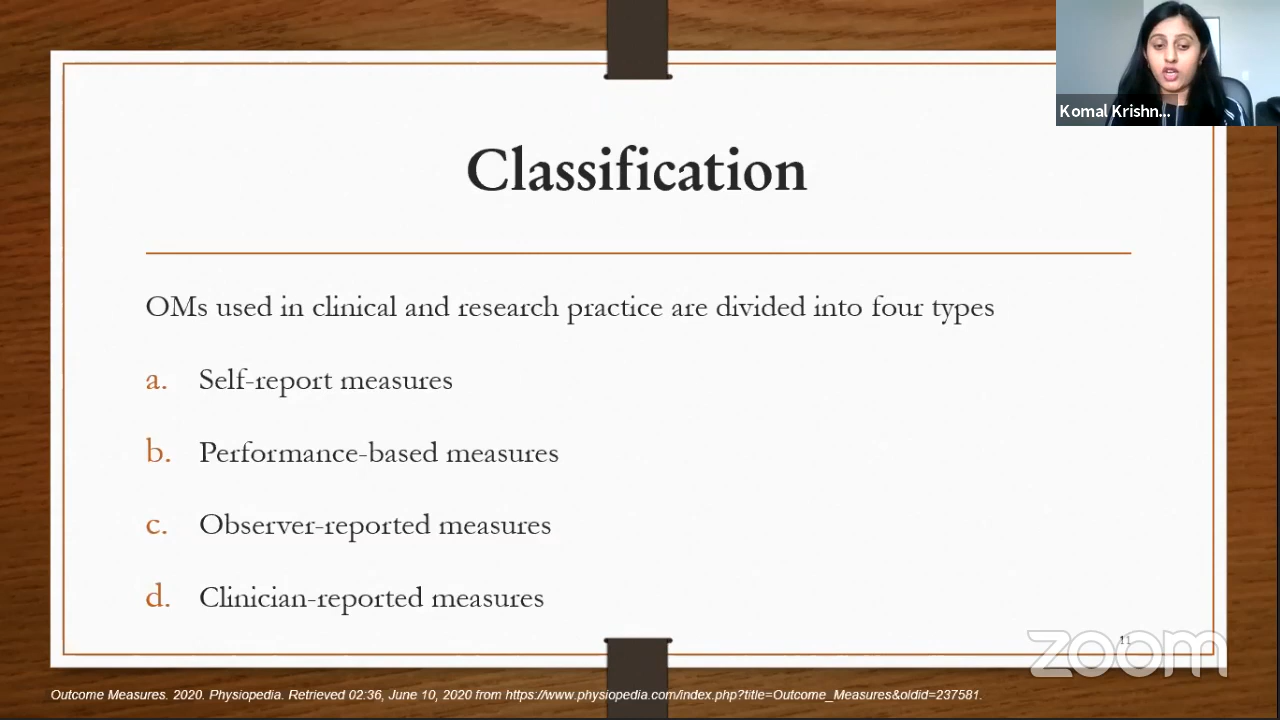 Komal Krishn...
Classification
OMs used in clinical and research practice are divided into four types
a. Self-report measures
b. Performance-based measures
c. Observer-reported measures
d. Clinician-reported measures
11
zoom
Outcome Measures. 2020. Physiopedia. Retrieved 02:36, June 10, 2020 from https://www.physiopedia.com/index.php?title=Outcome_Measures&oldid=237581.